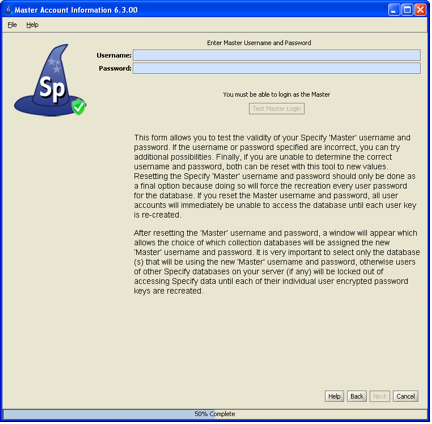 Master Account Information 6.3.00
File Help
Enter Master Username and Password
Username:
Password:
You must be able to login as the Master
Test Master Login
Sp
This form allows you to test the validity of your Specify 'Master' username and
password. If the username or password specified are incorrect, you can try
additional possibilities. Finally, if you are unable to determine the correct
username and password, both can be reset with this tool to new values.
Resetting the Specify 'Master' username and password should only be done as
a final option because doing so will force the recreation every user password
for the database. If you reset the Master username and password, all user
accounts will immediately be unable to access the database until each user key
is re-created.
After resetting the 'Master' username and password, a window will appear which
allows the choice of which collection databases will be assigned the new
'Master' username and password. It is very important to select only the database
(s) that will be using the new 'Master' username and password, otherwise users
of other Specify databases on your server (if any) will be locked out of
accessing Specify data until each of their individual user encrypted password
keys are recreated.
Help Back Next Cancel
50% Complete